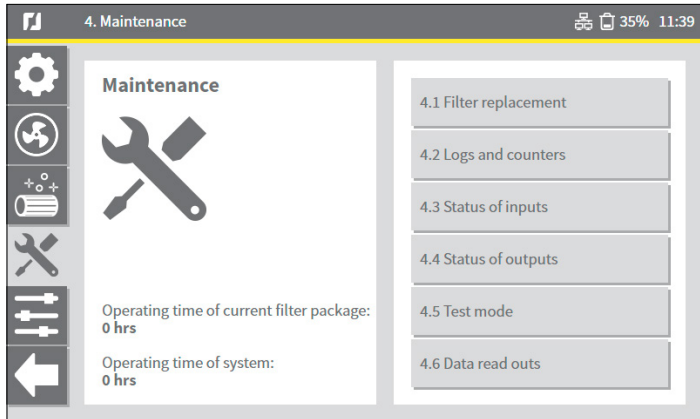 4. Maintenance
35% 11:39
Maintenance
Operating time of current filter package:
0 hrs
Operating time of system:
0 hrs
4.1 Filter replacement
4.2 Logs and counters
4.3 Status of inputs
4.4 Status of outputs
4.5 Test mode
4.6 Data read outs